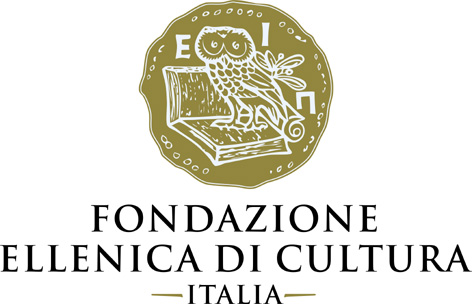 Ε Ι Π
FONDAZIONE
ELLENICA DI CULTURA
ITALIA